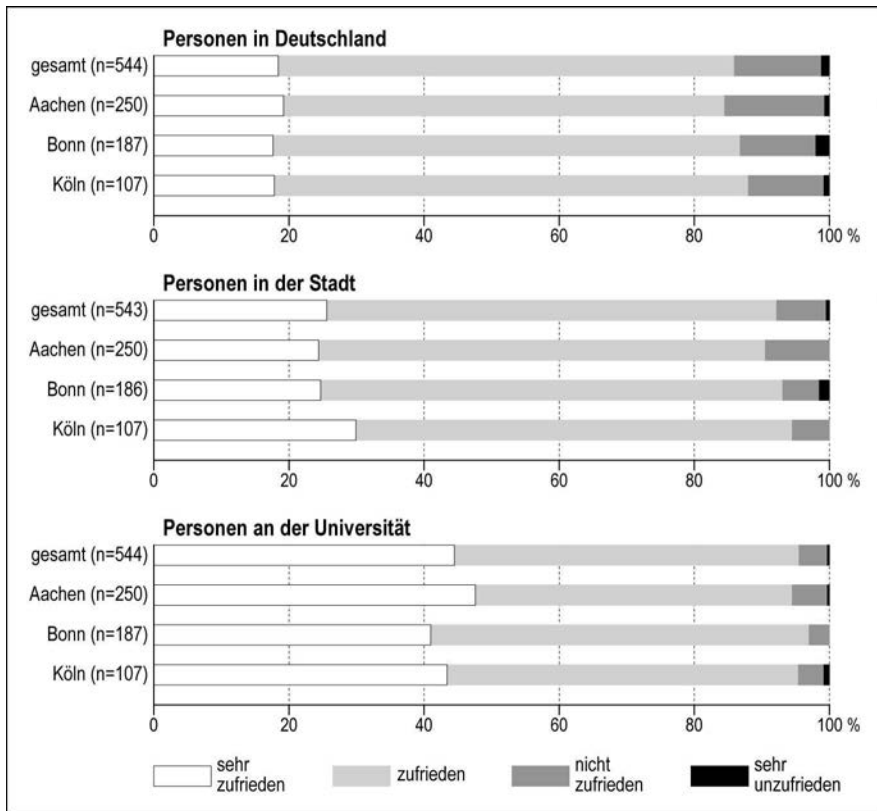 Personen in Deutschland
gesamt (n=544)
Aachen (n=250)
Bonn (n=187)
Köln (n=107)
0 20 40 60 80 100 %
Personen in der Stadt
gesamt (n=543)
Aachen (n=250)
Bonn (n=186)
Köln (n=107)
0 20 40 60 80 100 %
Personen an der Universität
gesamt (n=544)
Aachen (n=250)
Bonn (n=187)
Köln (n=107)
0 20 40 60 80 100 %
sehr
zufrieden
zufrieden
nicht
zufrieden
sehr
unzufrieden